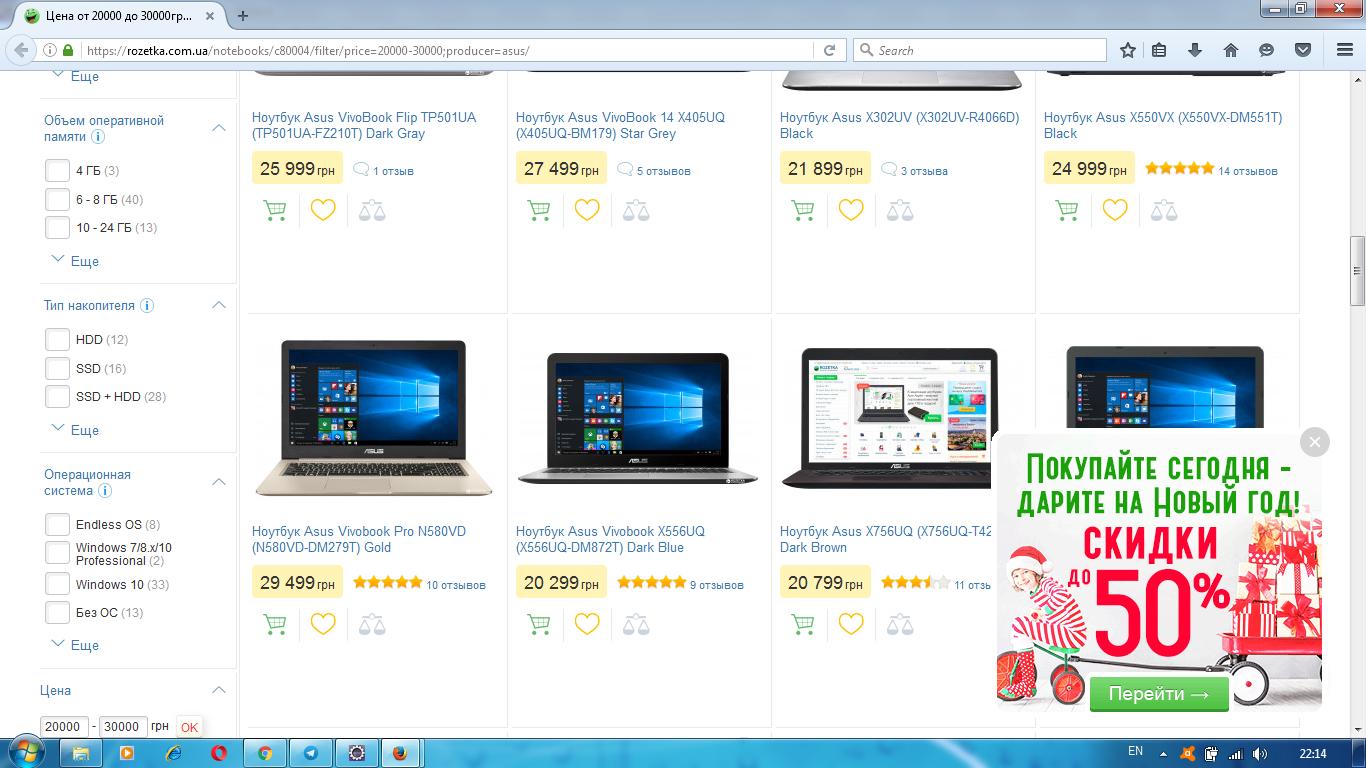 Цена от 20000 до 30000гр...
https://rozetka.com.ua/notebooks/c80004/filter/price=20000-30000;producer=asus/
Search
Еще
Объем оперативной
памяти
4 ГБ (3)
6 - 8 ГБ (40)
10 - 24 ГБ (13)
Еще
Тип накопителя
HDD (12)
SSD (16)
SSD + HDD (28)
Еще
Операционная
система
Endless OS (8)
Windows 7/8.x/10
Professional (2)
Windows 10 (33)
Без ОС (13)
Еще
Цена
20000 - 30000 грн OK
Ноутбук Asus VivoBook Flip TP501UA
(TP501UA-FZ210T) Dark Gray
25 999 грн 1 отзыв
Ноутбук Asus VivoBook 14 X405UQ
(X405UQ-BM179) Star Grey
27 499 грн 5 отзывов
Ноутбук Asus X302UV (X302UV-R4066D)
Black
21 899 грн 3 отзыва
Ноутбук Asus X550VX (X550VX-DM551T)
Black
24 999 грн 14 отзывов
ASUS
Ноутбук Asus Vivobook Pro N580VD
(N580VD-DM279T) Gold
29 499 грн 10 отзывов
ASUS
Ноутбук Asus Vivobook X556UQ
(X556UQ-DM872T) Dark Blue
20 299 грн 9 отзывов
ROZETKA
ASUS
Ноутбук Asus X756UQ (X756UQ-T42
Dark Brown
20 799 грн 11 отзы
Покупайте сегодня -
дарите на Новый год!
СКИДКИ
до 50%
Перейти →
EN
22:14